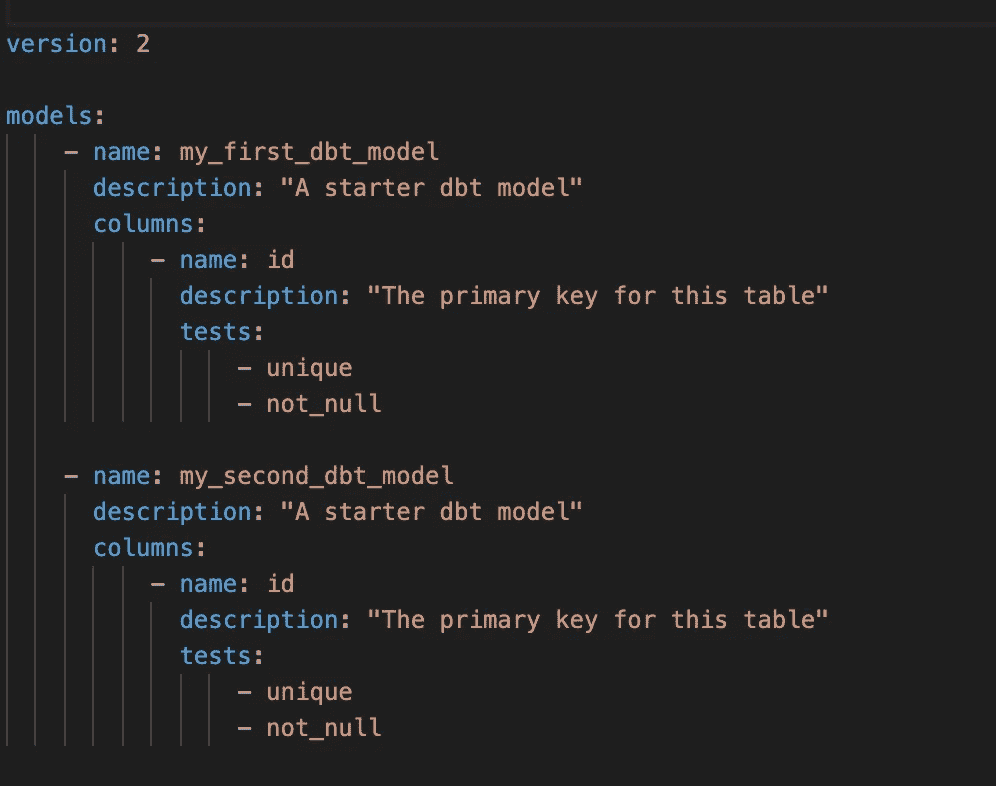 version: 2
models:
- name: my_first_dbt_model
description: "A starter dbt model"
columns:
- name: id
description: "The primary key for this table"
tests:
- unique
- not_null
- name: my_second_dbt_model
description: "A starter dbt model"
columns:
- name: id
description: "The primary key for this table"
tests:
- unique
- not_null